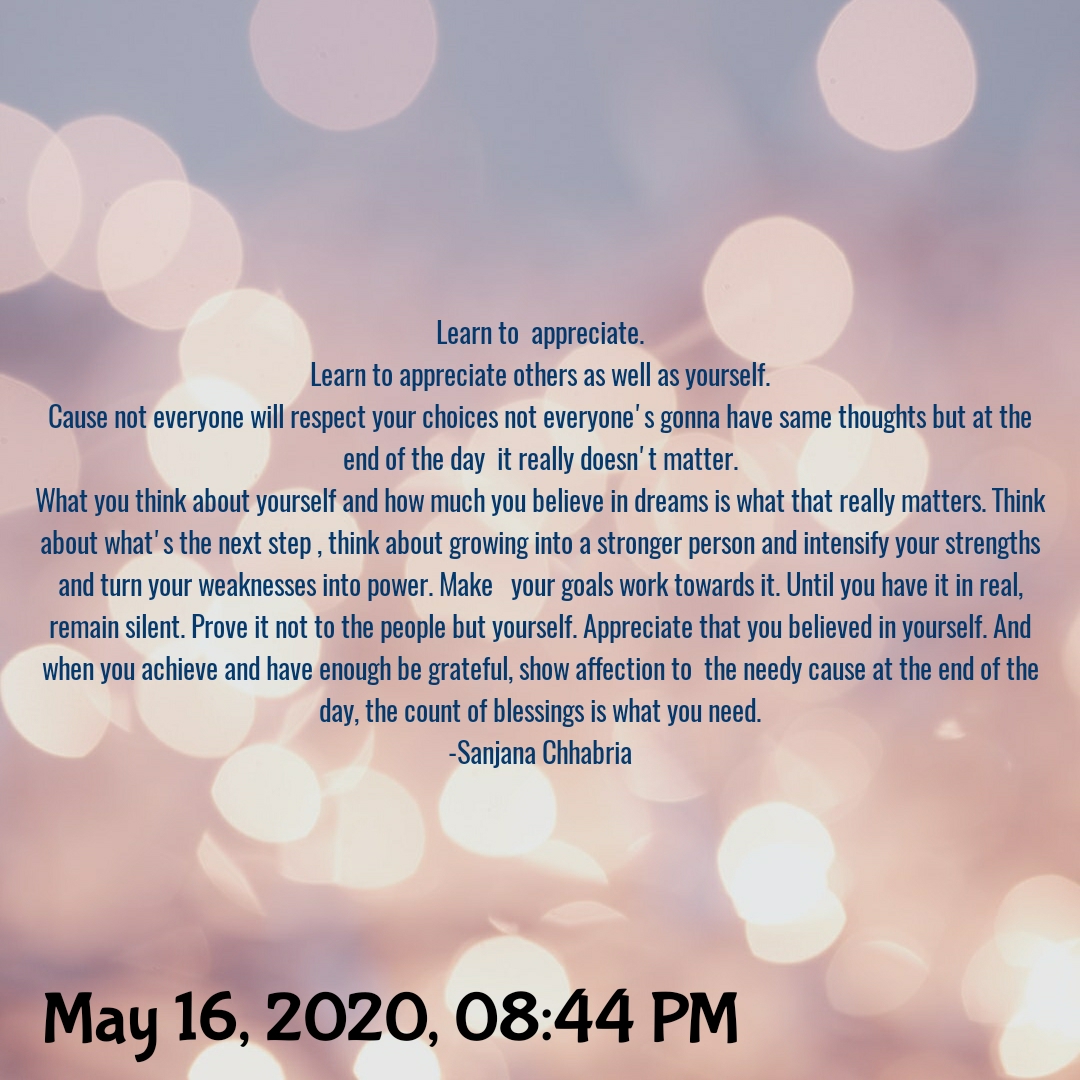 Learn to  appreciate.
Learn to appreciate others as well as yourself.
Cause not everyone will respect your choices not everyone's gonna have same thoughts but at the
end of the day  it really doesn't matter.
What you think about yourself and how much you believe in dreams is what that really matters. Think
about what's the next step , think about growing into a stronger person and intensify your strengths
and turn your weaknesses into power. Make   your goals work towards it. Until you have it in real,
remain silent. Prove it not to the people but yourself. Appreciate that you believed in yourself. And
when you achieve and have enough be grateful, show affection to  the needy cause at the end of the
day, the count of blessings is what you need.
-Sanjana Chhabria
May 16, 2020, 08:44 PM